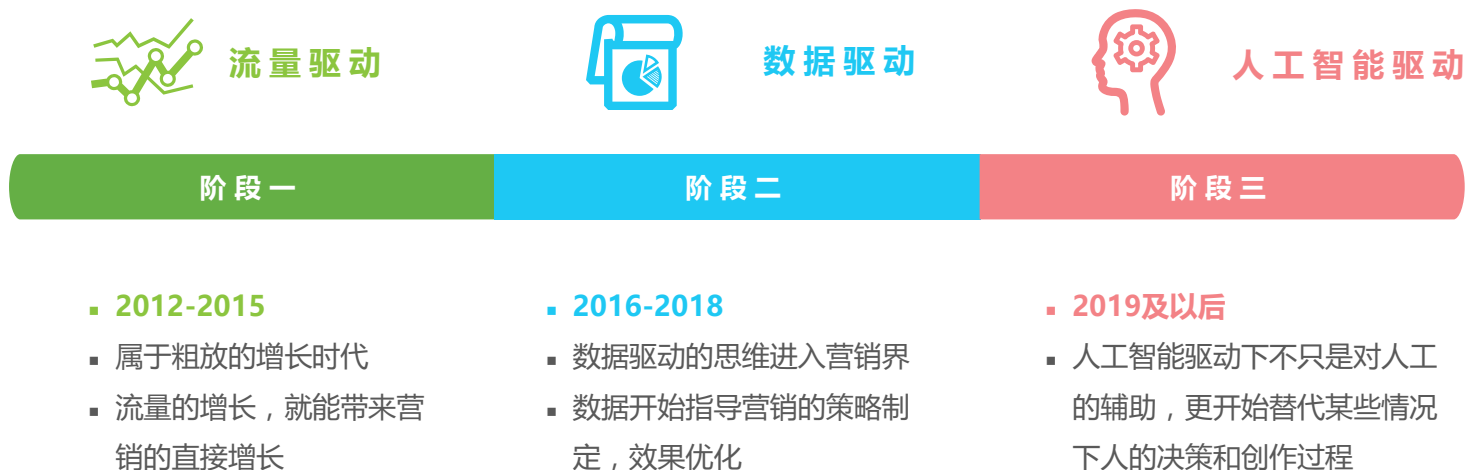 流量驱动
数据驱动
人工智能驱动
阶段一
阶段二
阶段三
▪ 2012-2015
▪ 属于粗放的增长时代
▪ 流量的增长，就能带来营
销的直接增长
▪ 2016-2018
▪ 数据驱动的思维进入营销界
▪ 数据开始指导营销的策略制
定，效果优化
▪ 2019及以后
▪ 人工智能驱动下不只是对人工
的辅助，更开始替代某些情况
下人的决策和创作过程